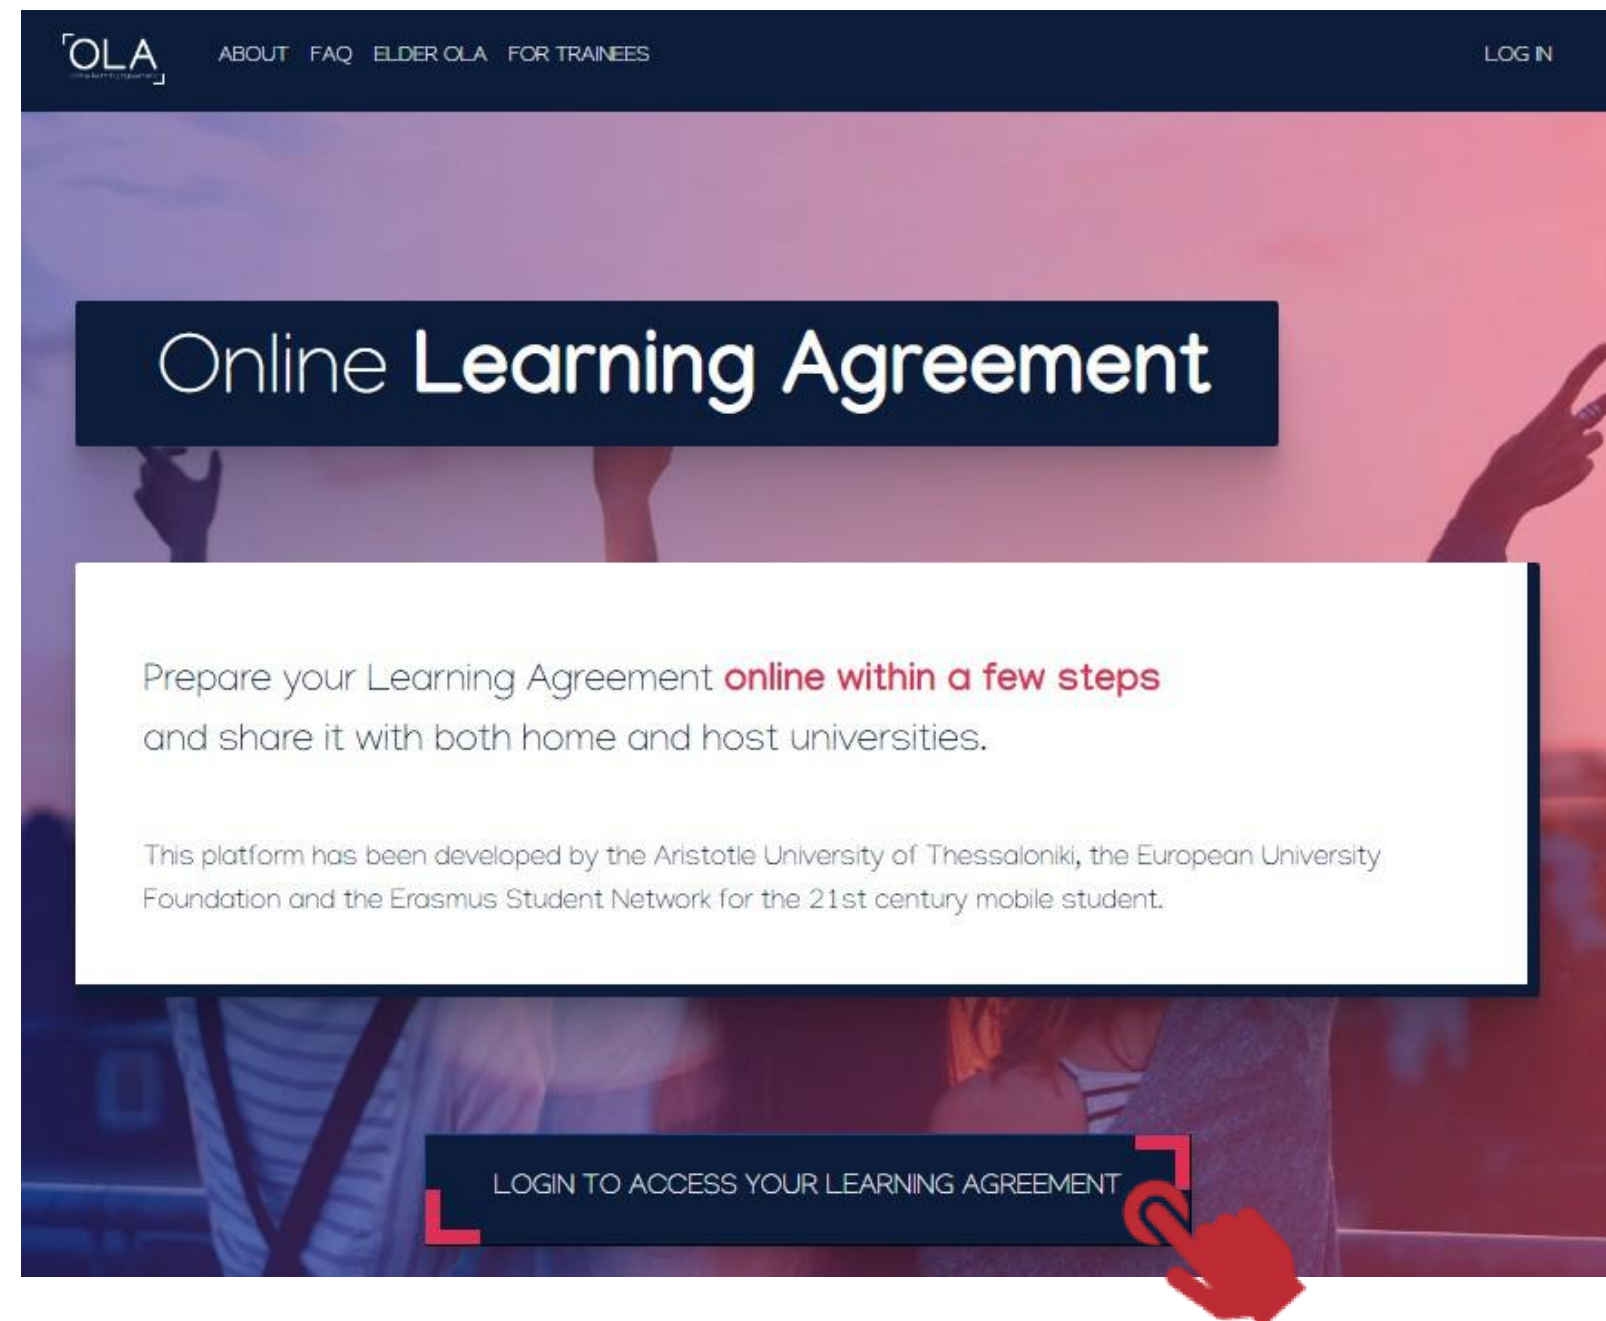 OLA
ABOUT FAQ ELDER OLA FOR TRAINEES
LOG IN
Online Learning Agreement
Prepare your Learning Agreement online within a few steps
and share it with both home and host universities.
This platform has been developed by the Aristotle University of Thessaloniki, the European University
Foundation and the Erasmus Student Network for the 21st century mobile student.
LOGIN TO ACCESS YOUR LEARNING AGREEMENT